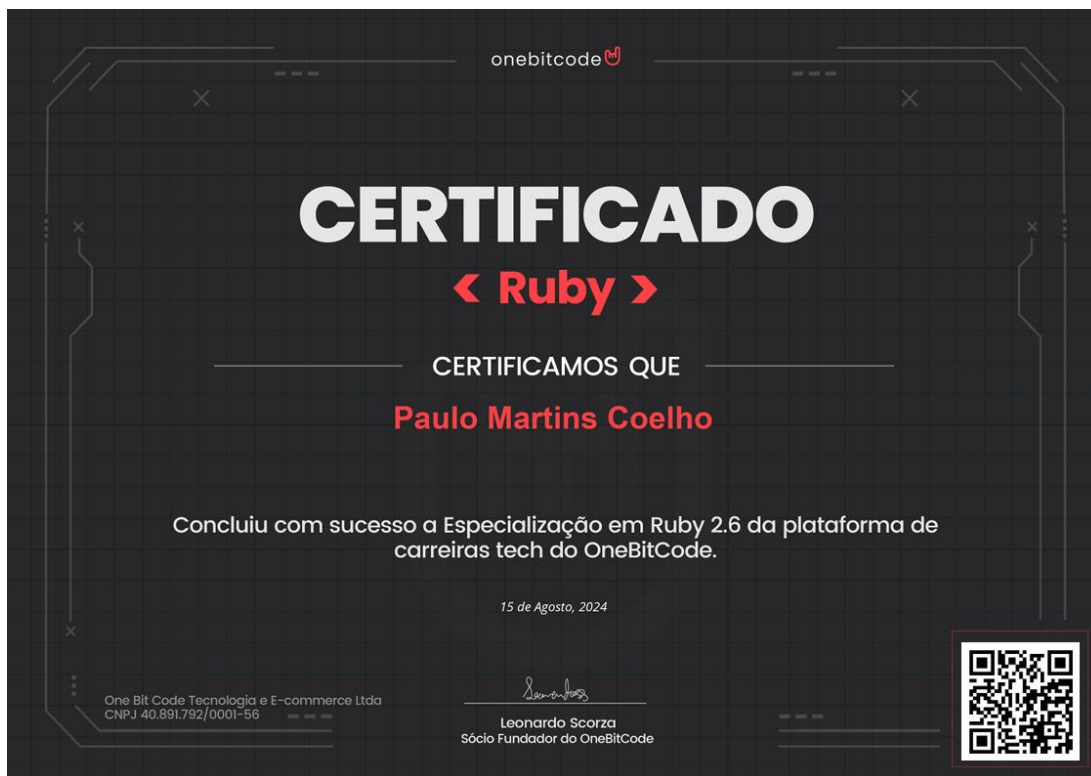 onebitcode
CERTIFICADO
< Ruby >
CERTIFICAMOS QUE
Paulo Martins Coelho
Concluiu com sucesso a Especialização em Ruby 2.6 da plataforma de
carreiras tech do OneBitCode.
15 de Agosto, 2024
One Bit Code Tecnologia e E-commerce Ltda
CNPJ 40.891.792/0001-56
Leonardo Scorza
Sócio Fundador do OneBitCode